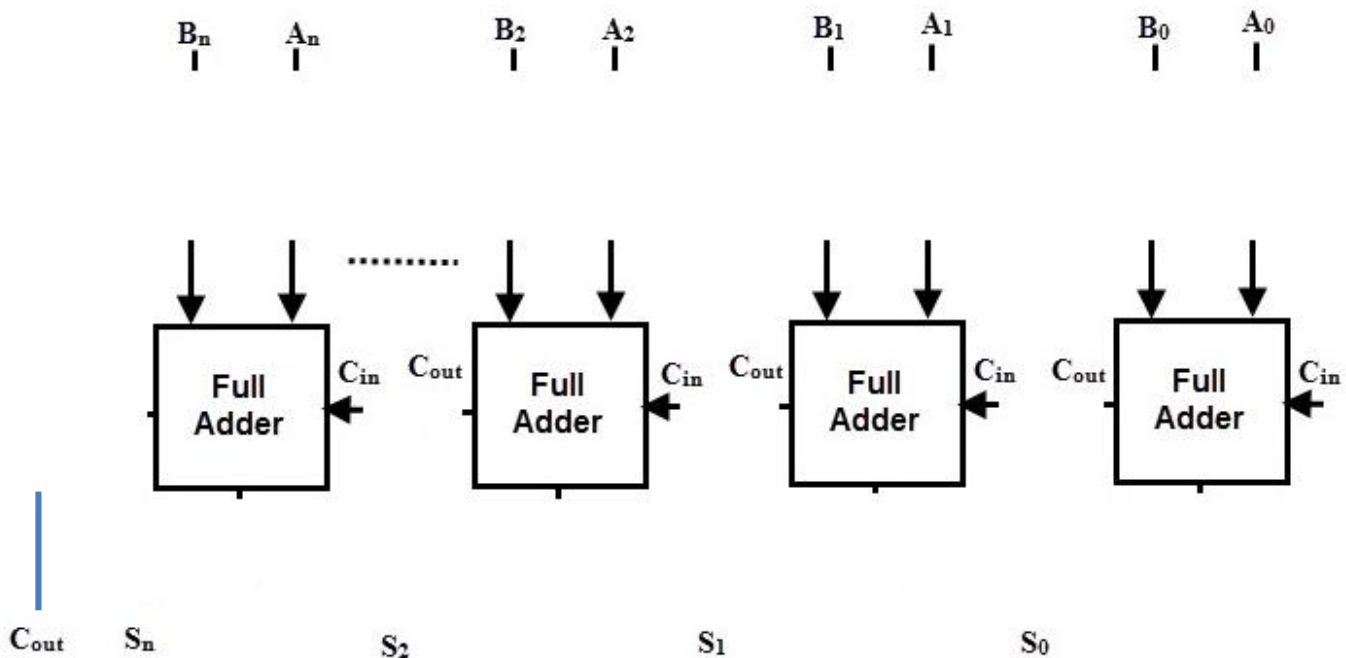 Bn An B2 A2 B1 A1 B0 A0
..........
Cin Cout Cin Cout Cin Cout Cin
Full Adder Full Adder Full Adder Full Adder
Cout Sn S2 S1 S0